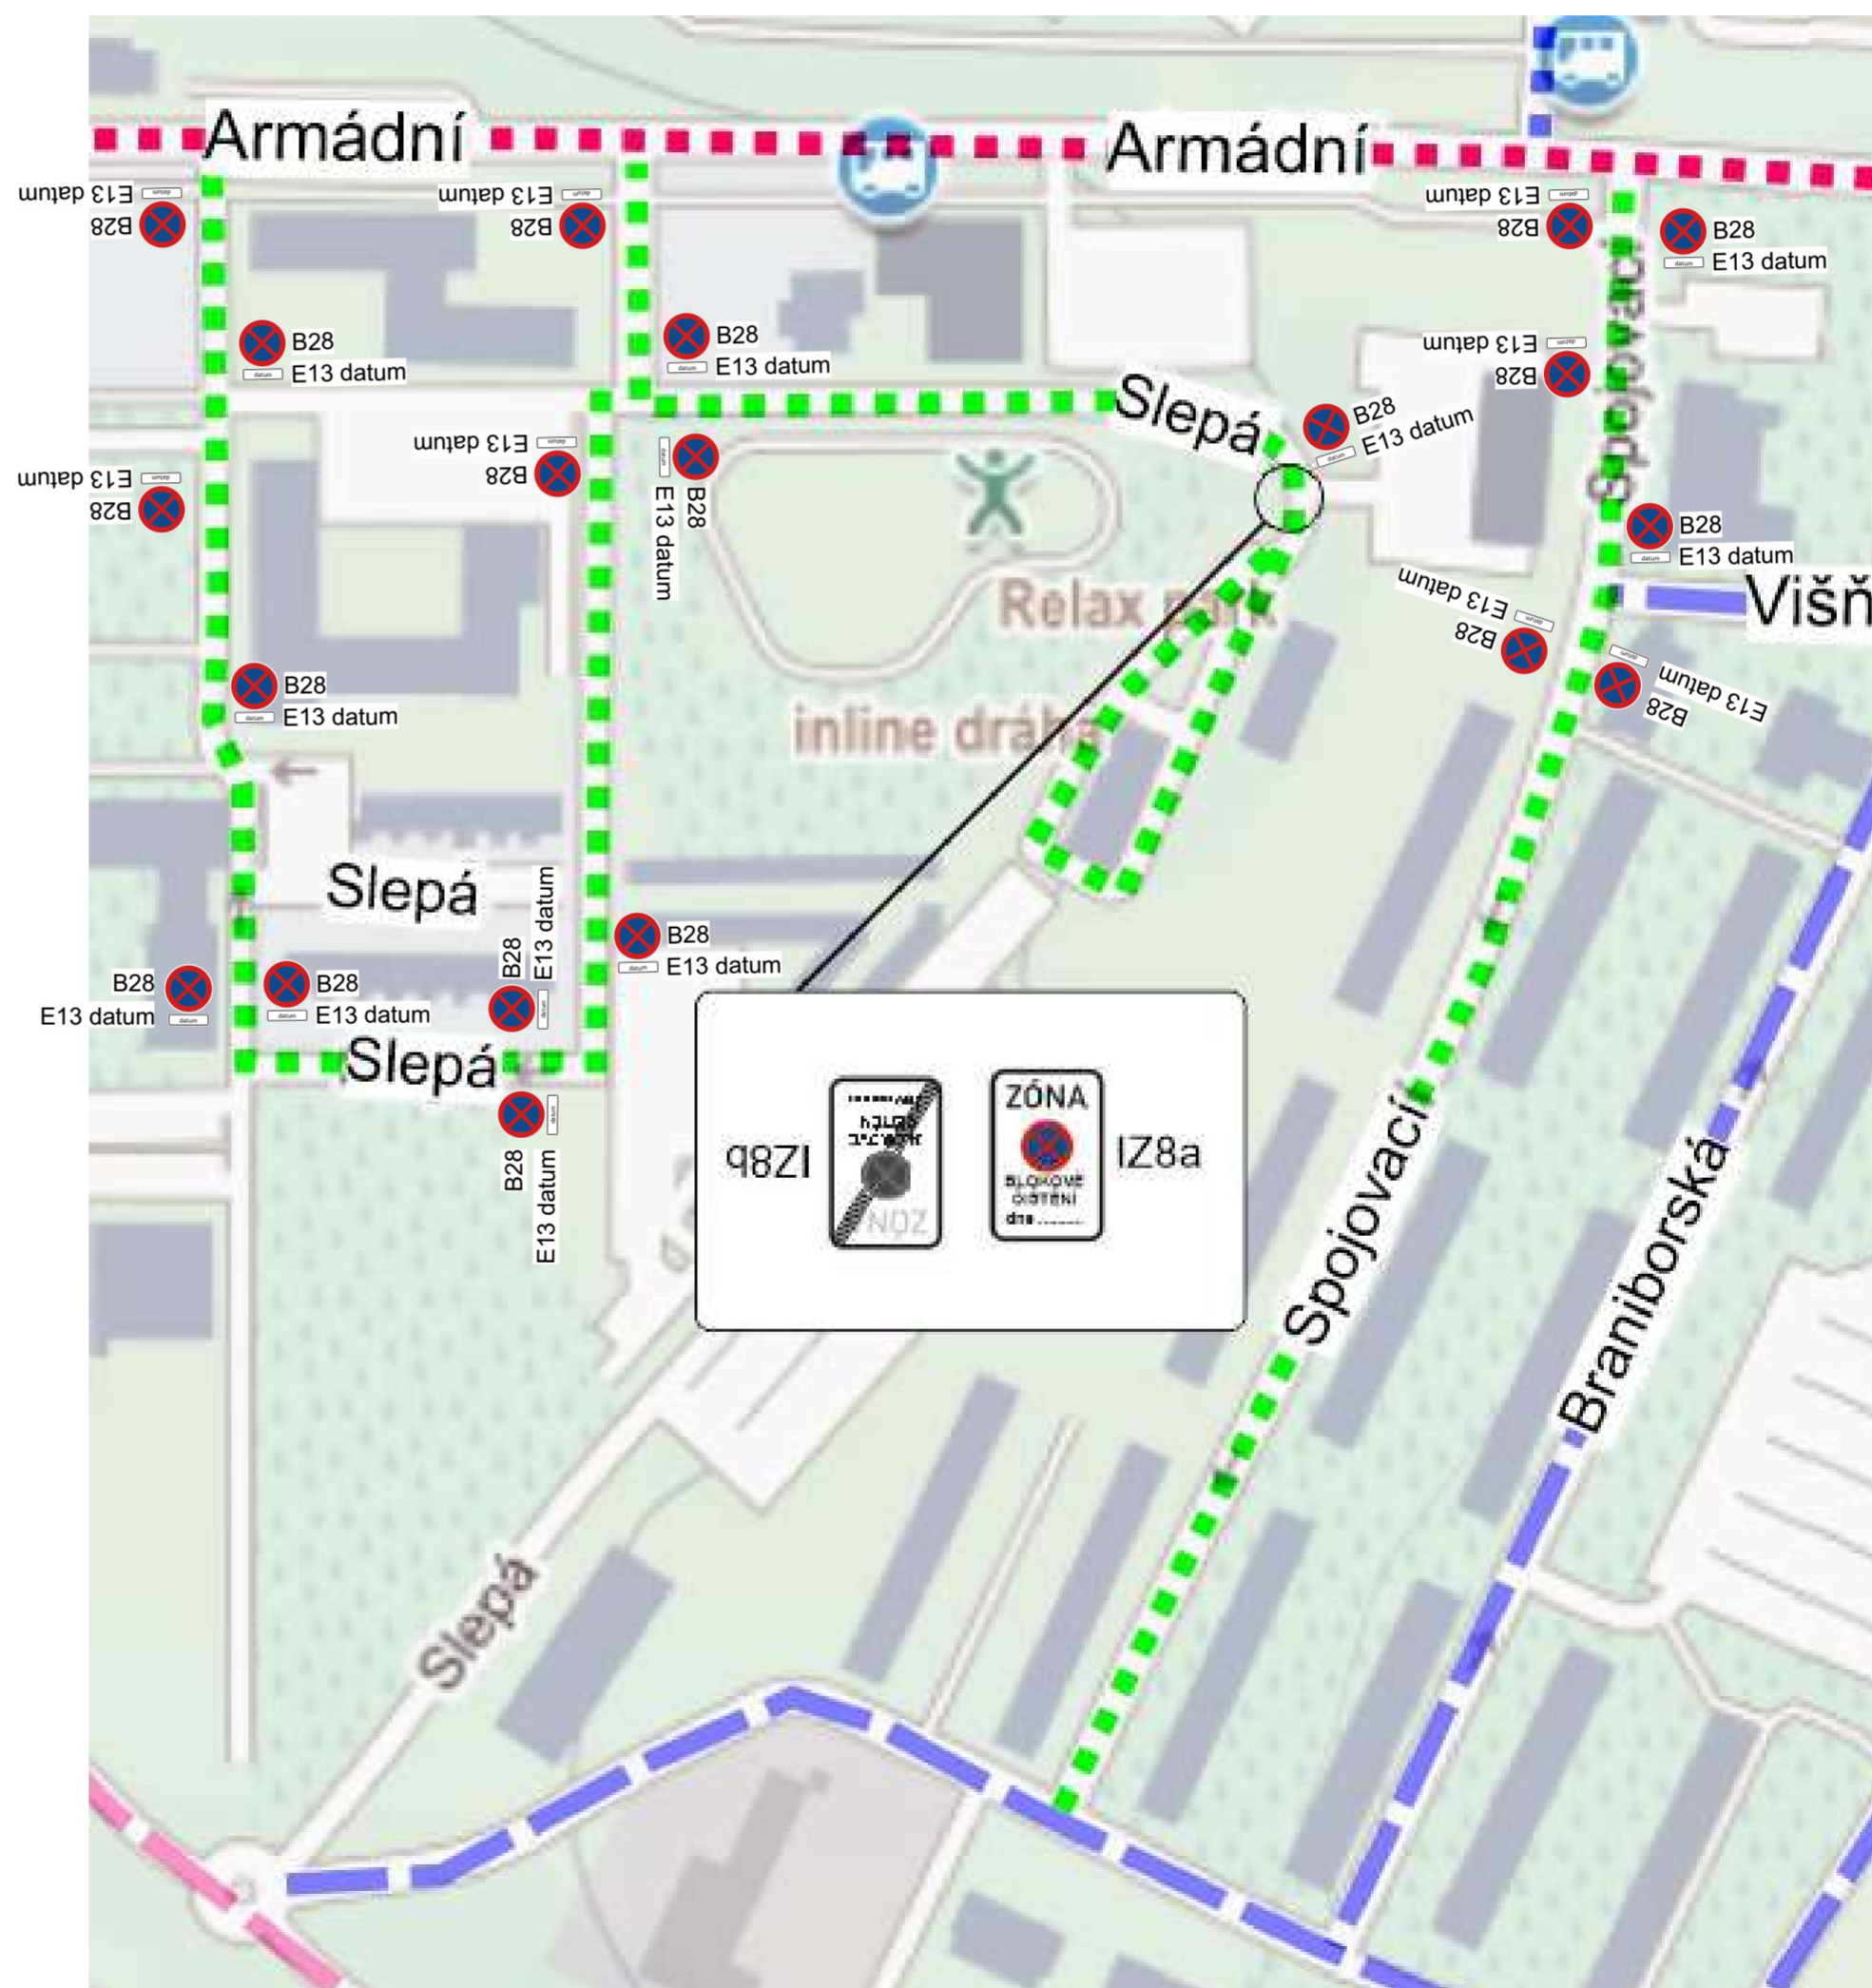 Armádní
Armádní
E13 datum
B28
E13 datum
B28
E13 datum
B28
B28
E13 datum
Spojovací
B28
E13 datum
B28
E13 datum
E13 datum
B28
Slepá
B28
E13 datum
E13 datum
B28
B28
E13 datum
E13 datum
B28
B28
E13 datum
Relax park
E13 datum
B28
Višň
B28
E13 datum
B28
E13 datum
inline dráha
Slepá
B28
E13 datum
B28
E13 datum
B28
E13 datum
B28
E13 datum
Slepá
B28
E13 datum
IZ8b
ZÓNA
BLOKOVÉ
ČIŠTĚNÍ
dne ........
IZ8a
Spojovací
Braniborská
Slepá